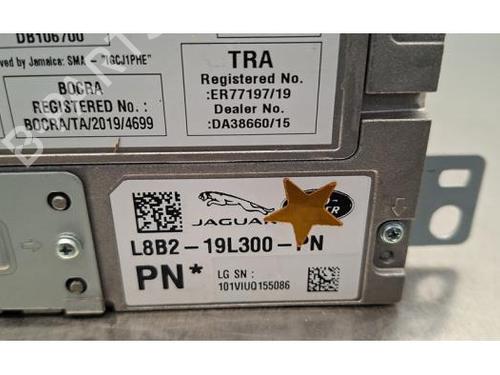 DB106700
ved by Jamaica: SMA - "IGCJ1PHE"
BOCRA
REGISTERED No. :
BOCRA/TA/2019/4699
TRA
Registered No.
:ER77197/19
Dealer No.
:DA38660/15
JAGUAR
L8B2-19L300-PN
PN*
LG SN :
101VIUQ155086